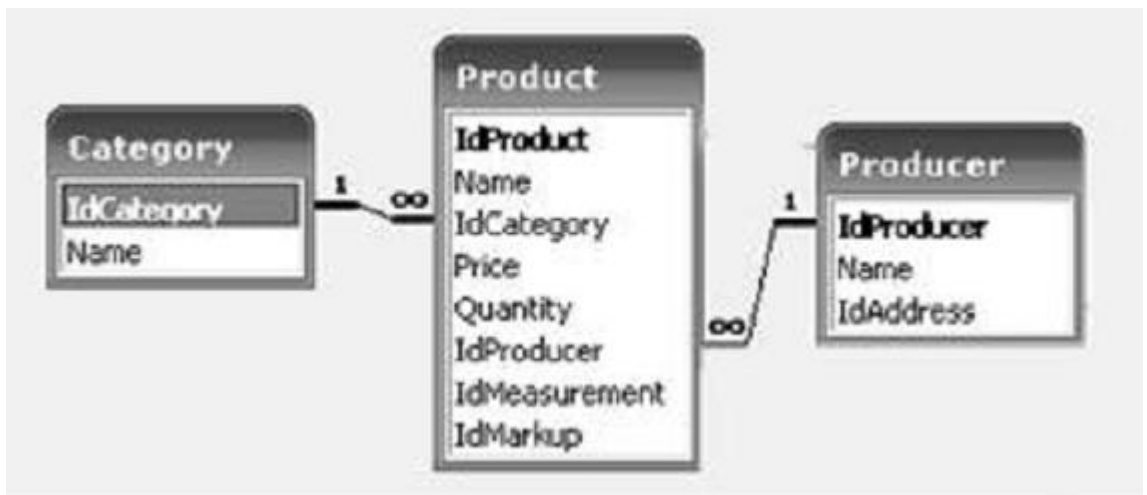 Category
IdCategory
Name
1
∞
Product
IdProduct
Name
IdCategory
Price
Quantity
IdProducer
IdMeasurement
IdMarkup
∞
1
Producer
IdProducer
Name
IdAddress